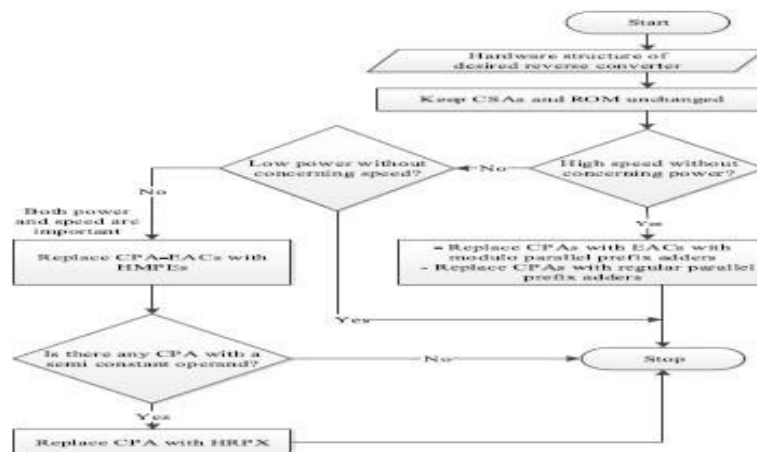 Start
Hardware structure of
desired reverse converter
Keep CSAs and ROM unchanged
High speed without
concerning power?
No
Low power without
concerning speed?
No
Both power
and speed are
important
Yes
- Replace CPAs with EACs with
modulo parallel prefix adders
- Replace CPAs with regular parallel
prefix adders
Replace CPA-EACs with
HMPEs
Yes
Is there any CPA with a
semi constant operand?
No
Stop
Yes
Replace CPA with HRPX